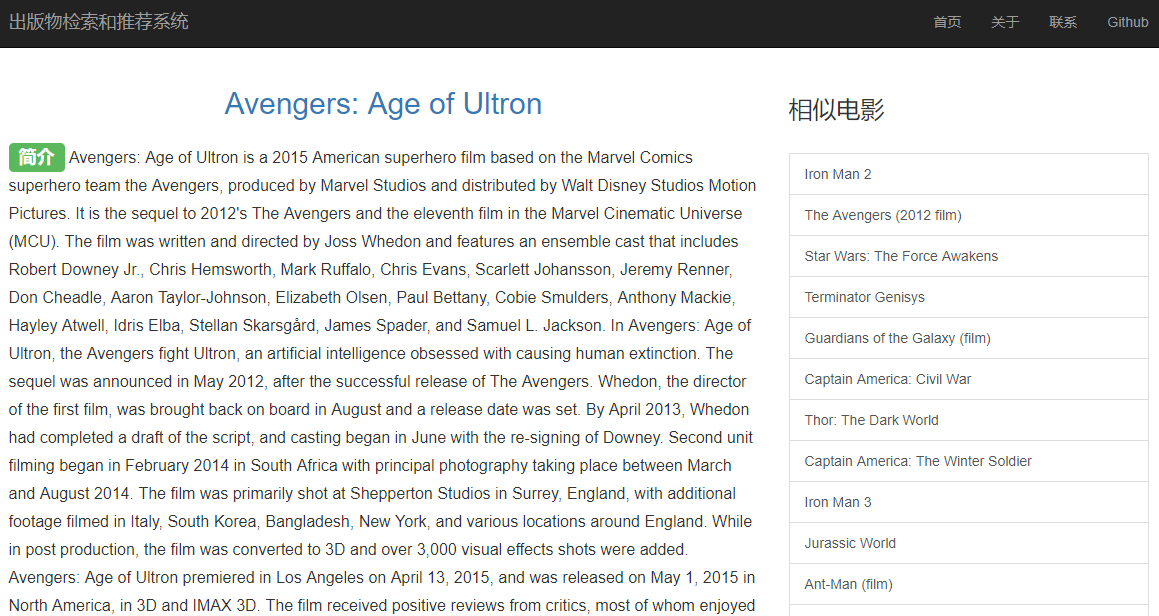 出版物检索和推荐系统
首页 关于 联系 Github
Avengers: Age of Ultron
简介 Avengers: Age of Ultron is a 2015 American superhero film based on the Marvel Comics
superhero team the Avengers, produced by Marvel Studios and distributed by Walt Disney Studios Motion
Pictures. It is the sequel to 2012's The Avengers and the eleventh film in the Marvel Cinematic Universe
(MCU). The film was written and directed by Joss Whedon and features an ensemble cast that includes
Robert Downey Jr., Chris Hemsworth, Mark Ruffalo, Chris Evans, Scarlett Johansson, Jeremy Renner,
Don Cheadle, Aaron Taylor-Johnson, Elizabeth Olsen, Paul Bettany, Cobie Smulders, Anthony Mackie,
Hayley Atwell, Idris Elba, Stellan Skarsgård, James Spader, and Samuel L. Jackson. In Avengers: Age of
Ultron, the Avengers fight Ultron, an artificial intelligence obsessed with causing human extinction. The
sequel was announced in May 2012, after the successful release of The Avengers. Whedon, the director
of the first film, was brought back on board in August and a release date was set. By April 2013, Whedon
had completed a draft of the script, and casting began in June with the re-signing of Downey. Second unit
filming began in February 2014 in South Africa with principal photography taking place between March
and August 2014. The film was primarily shot at Shepperton Studios in Surrey, England, with additional
footage filmed in Italy, South Korea, Bangladesh, New York, and various locations around England. While
in post production, the film was converted to 3D and over 3,000 visual effects shots were added.
Avengers: Age of Ultron premiered in Los Angeles on April 13, 2015, and was released on May 1, 2015 in
North America, in 3D and IMAX 3D. The film received positive reviews from critics, most of whom enjoyed
相似电影
Iron Man 2
The Avengers (2012 film)
Star Wars: The Force Awakens
Terminator Genisys
Guardians of the Galaxy (film)
Captain America: Civil War
Thor: The Dark World
Captain America: The Winter Soldier
Iron Man 3
Jurassic World
Ant-Man (film)